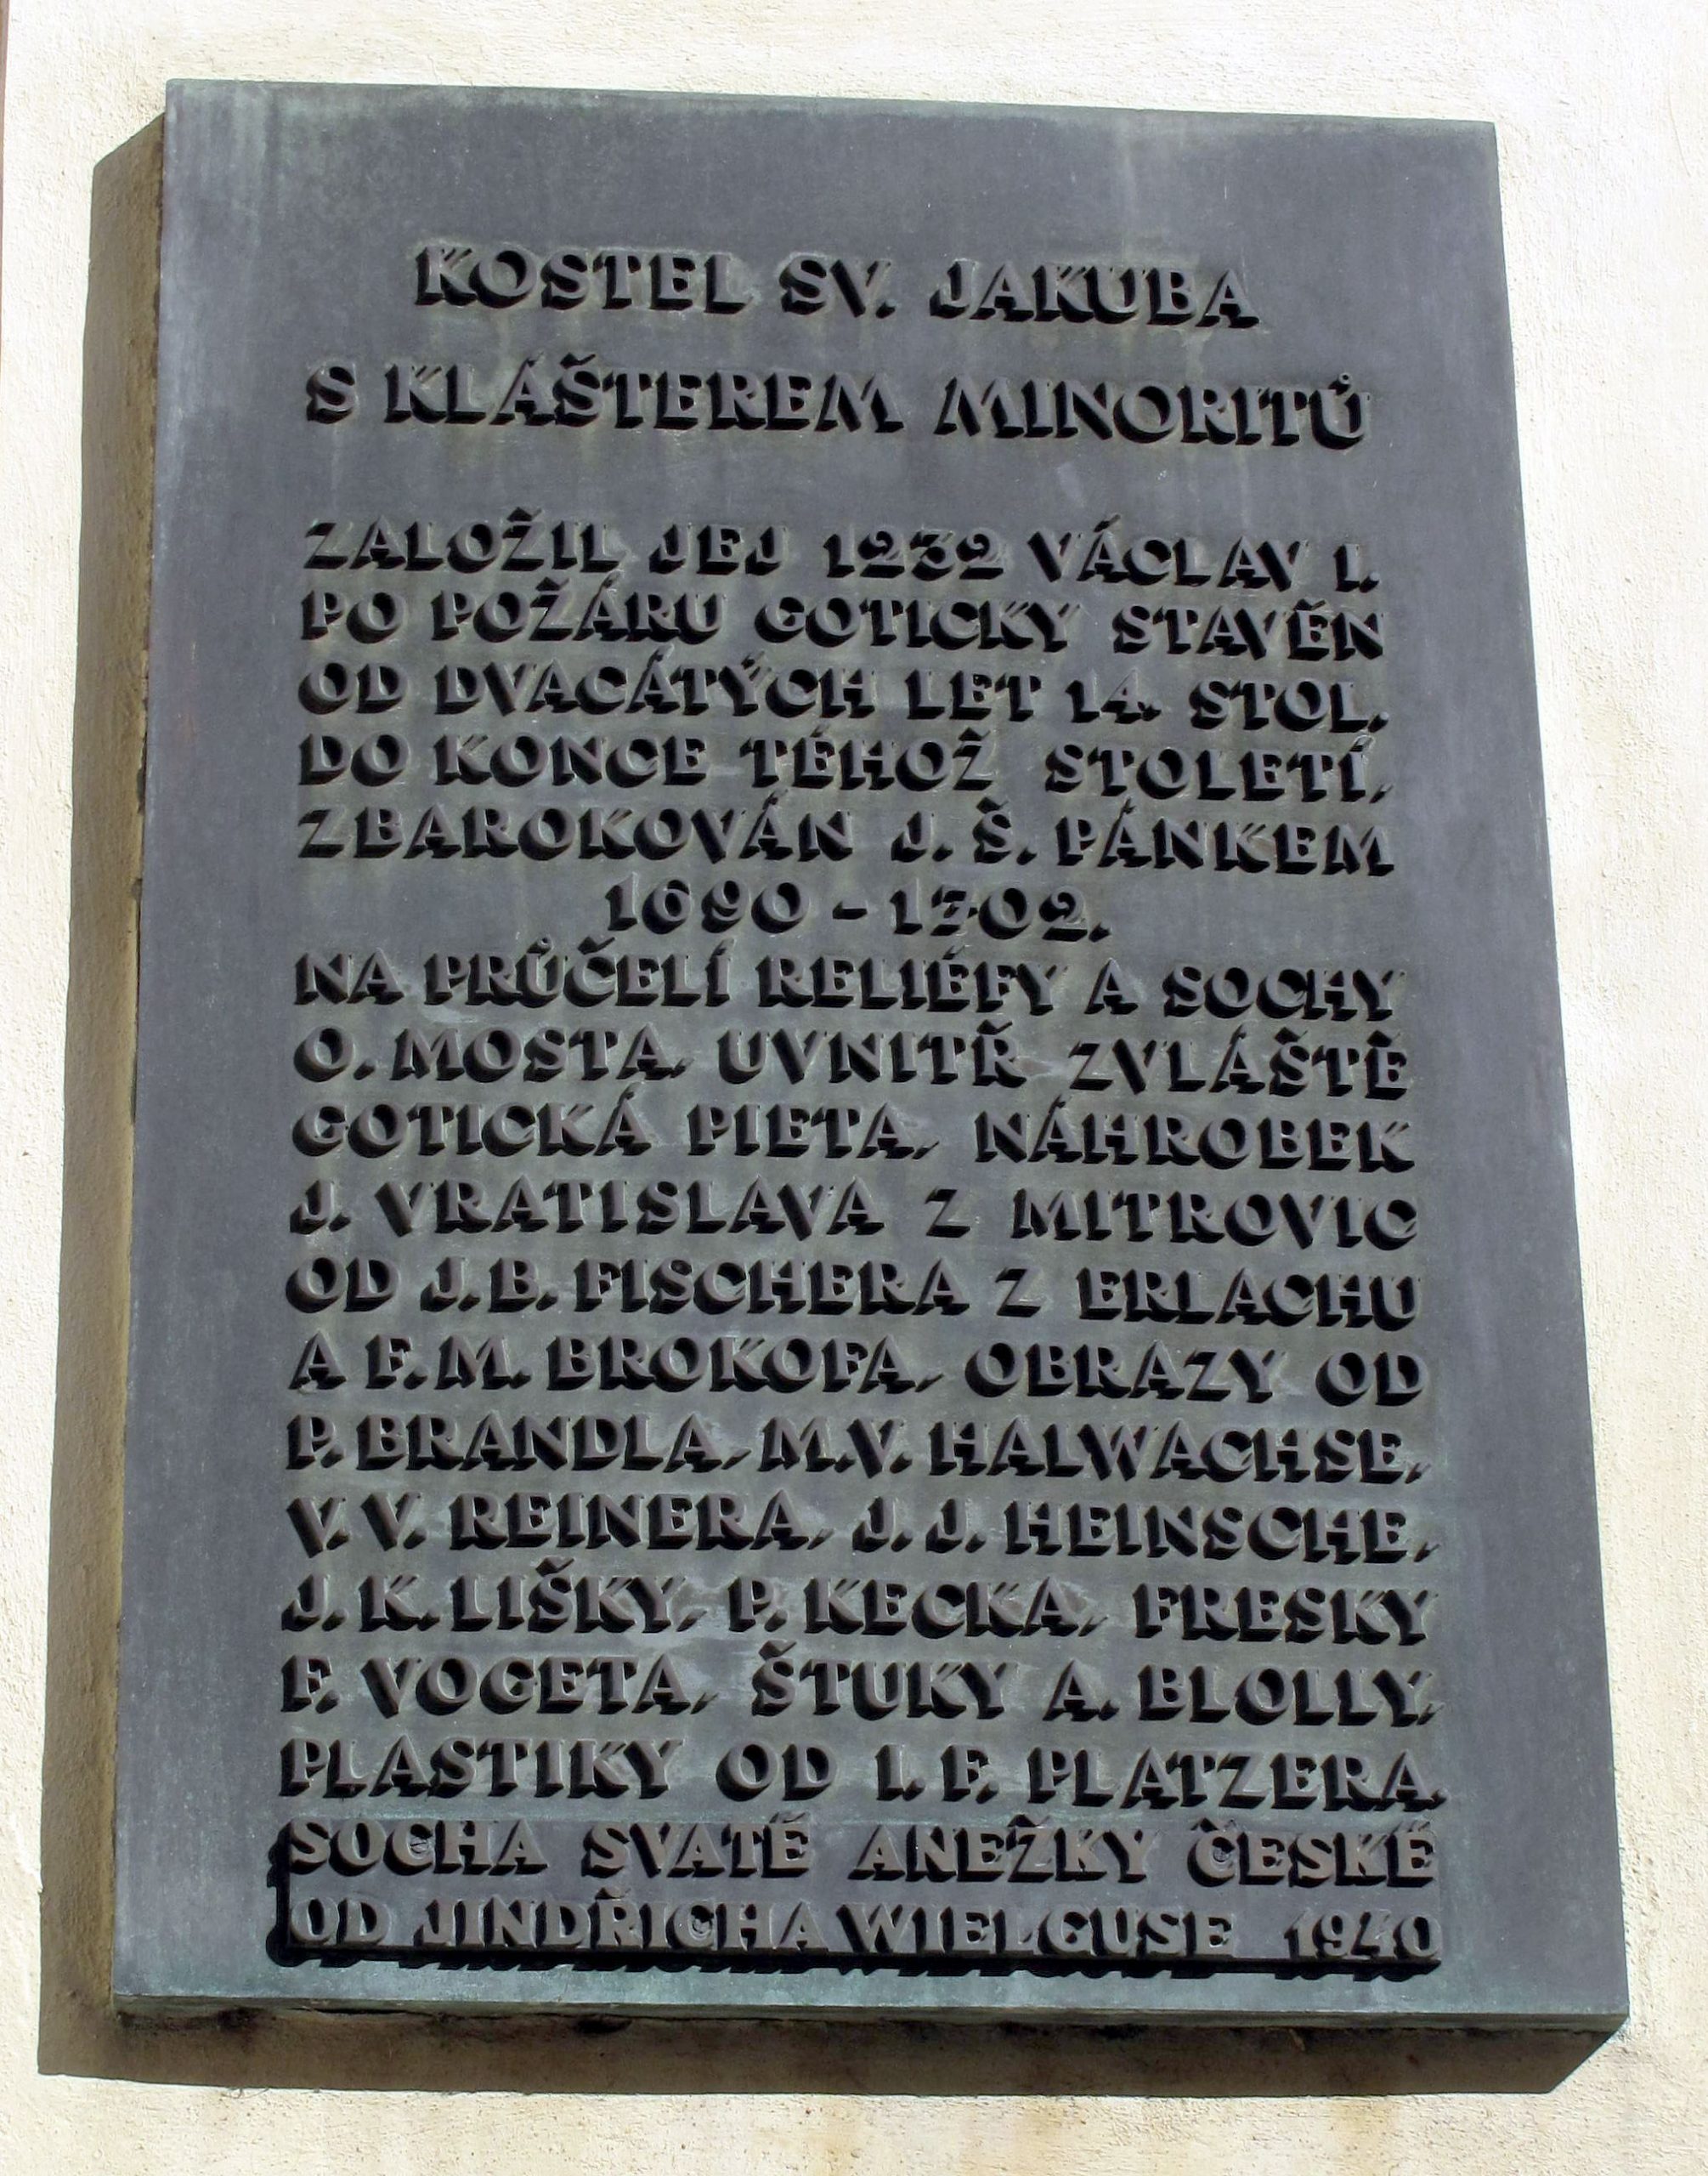 KOSTEL SV. JAKUBA
S KLÁŠTEREM MINORITŮ
ZALOŽIL JEJ 1232 VÁCLAV I.
PO POŽÁRU GOTICKY STAVĚN
OD DVACÁTÝCH LET 14. STOL.
DO KONCE TÉHOŽ STOLETÍ,
ZBAROKOVÁN J. Š. PÁNKEM
1690 - 1702.
NA PRŮČELÍ RELIÉFY A SOCHY
O. MOSTA. UVNITŘ ZVLÁŠTĚ
GOTICKÁ PIETA, NÁHROBEK
J. VRATISLAVA Z MITROVIC
OD J. B. FISCHERA Z ERLACHU
A F. M. BROKOFA, OBRAZY OD
P. BRANDLA, M.V. HALWACHSE,
V. V. REINERA, J. J. HEINSCHE,
J. K. LIŠKY, P. KECKA, FRESKY
F. VOGETA, ŠTUKY A. BLOLLY,
PLASTIKY OD I. F. PLATZERA.
SOCHA SVATÉ ANEŽKY ČESKÉ
OD JINDŘICHA WIELGUSE 1940